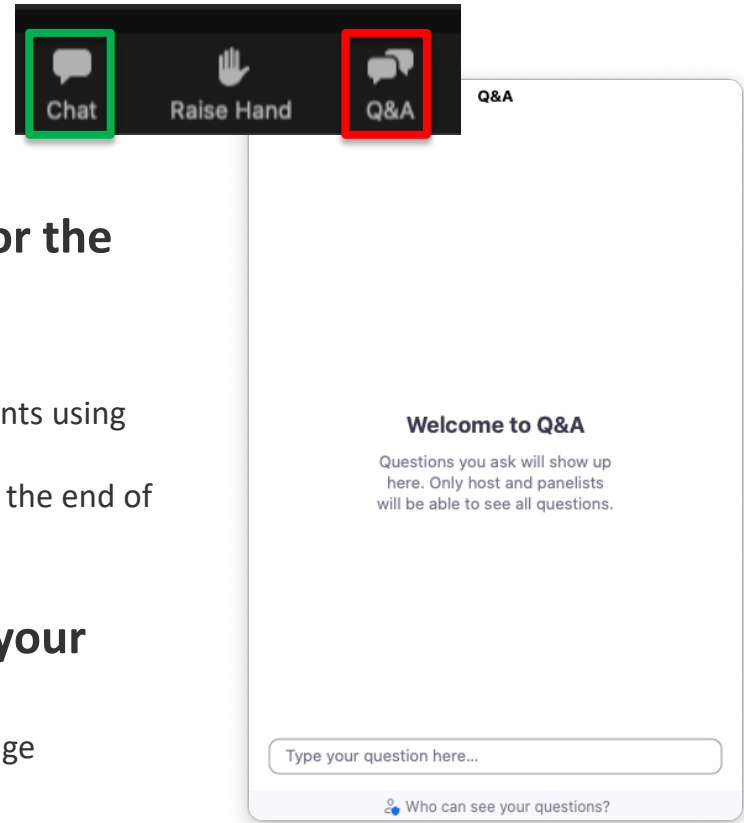 Chat
Raise Hand
Q&A
Q&A
or the
nts using
the end of
your
ge
Welcome to Q&A
Questions you ask will show up
here. Only host and panelists
will be able to see all questions.
Type your question here...
Who can see your questions?